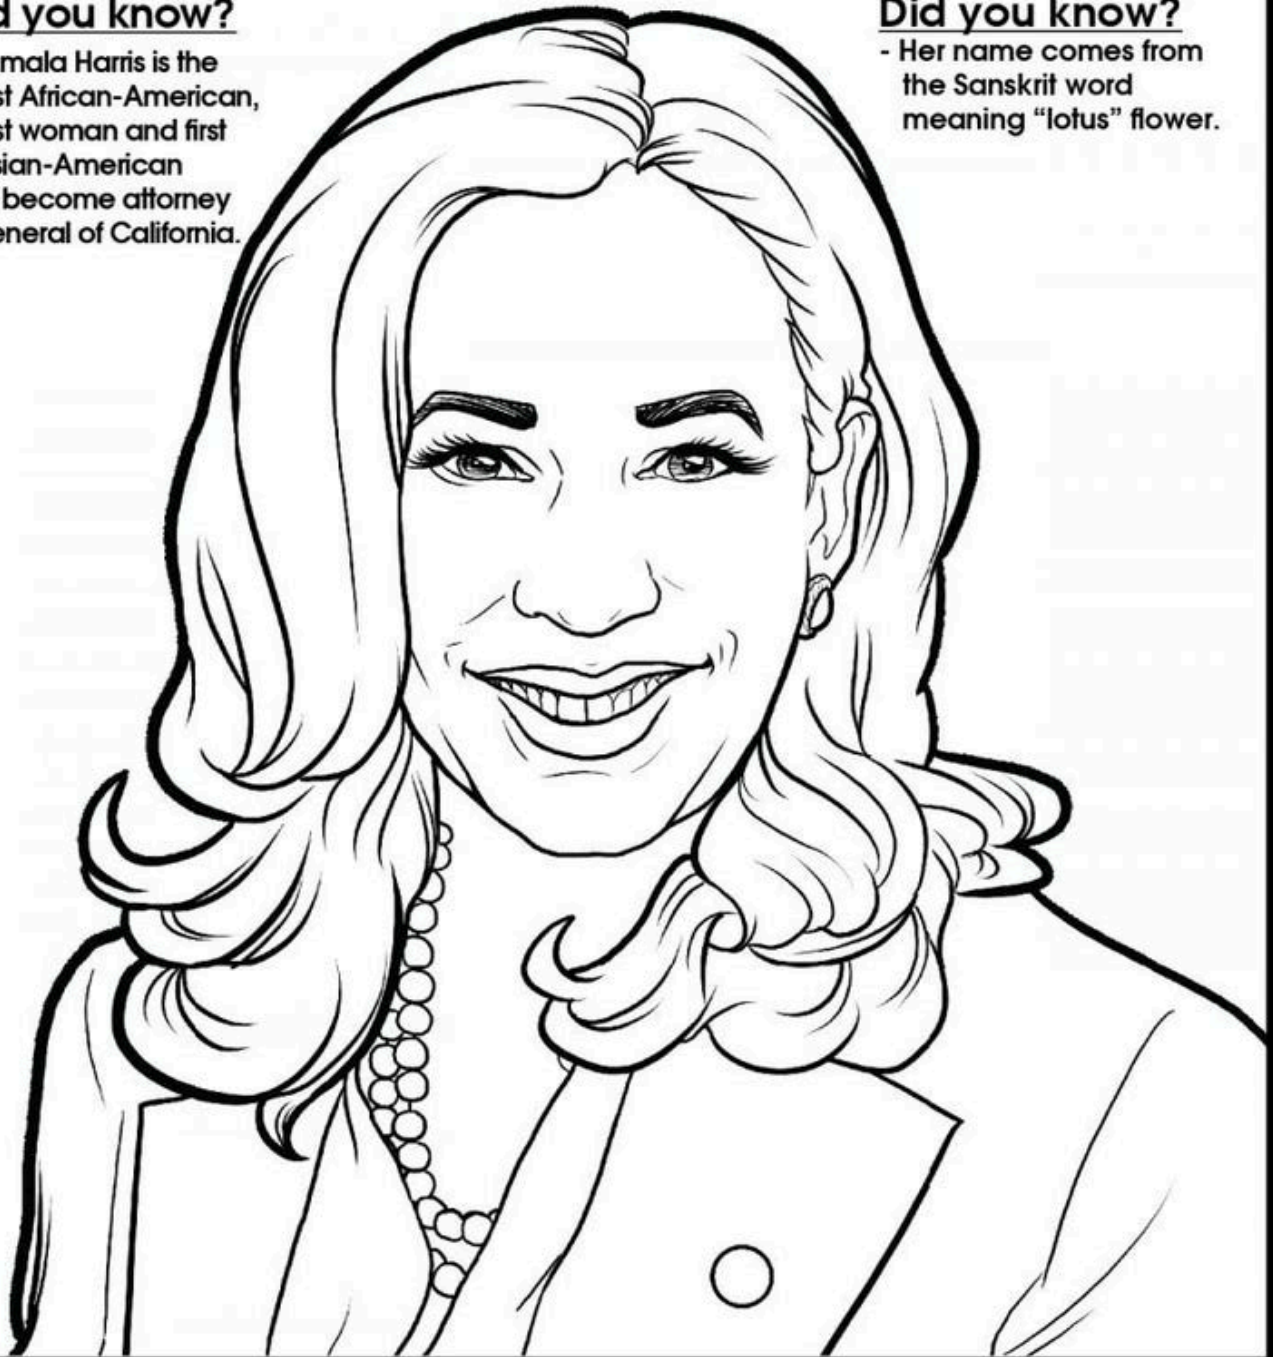 d you know?
mala Harris is the
st African-American,
st woman and first
sian-American
become attorney
eneral of California.
Did you know?
- Her name comes from
the Sanskrit word
meaning “lotus” flower.